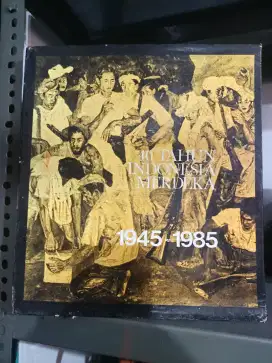 40 TAHUN
INDONESIA
MERDEKA
1945-1985